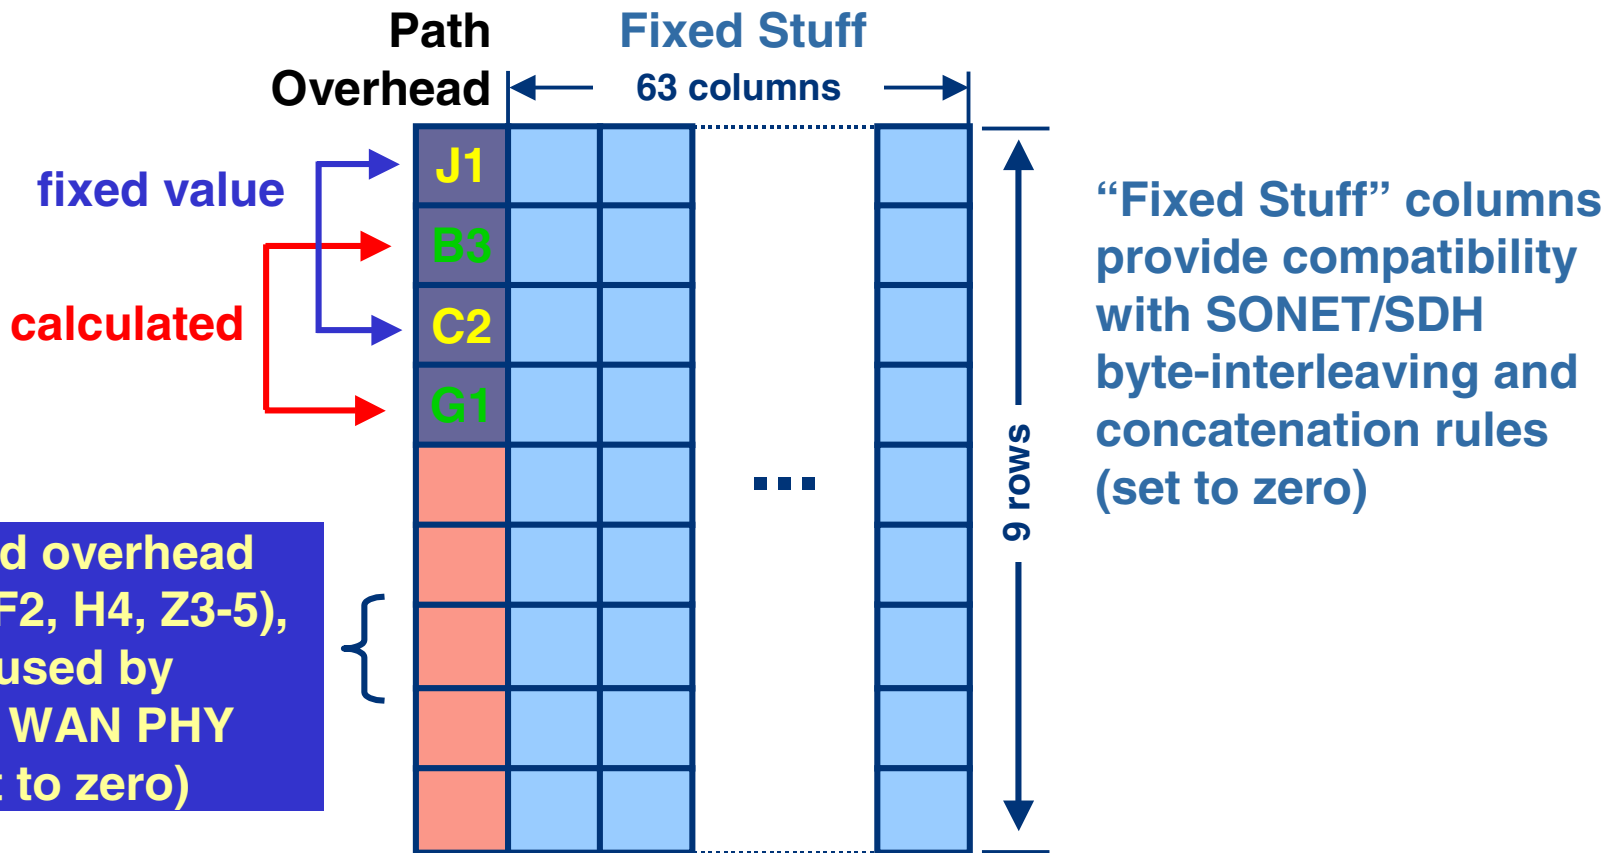 Path
Overhead
Fixed Stuff
63 columns
fixed value
calculated
J1
B3
C2
G1
...
9 rows
“Fixed Stuff” columns
provide compatibility
with SONET/SDH
byte-interleaving and
concatenation rules
(set to zero)
overhead
F2, H4, Z3-5),
used by
WAN PHY
to zero)